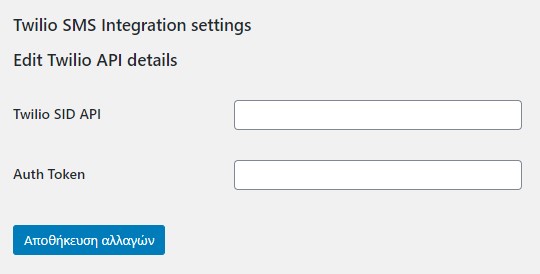 Twilio SMS Integration settings
Edit Twilio API details
Twilio SID API
Auth Token
Αποθήκευση αλλαγών